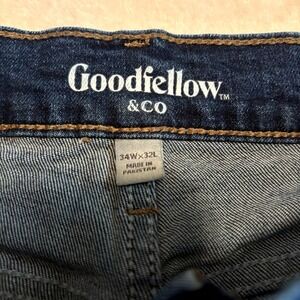 Goodfellow™
& CO
34W x 32L
MADE IN
PAKISTAN